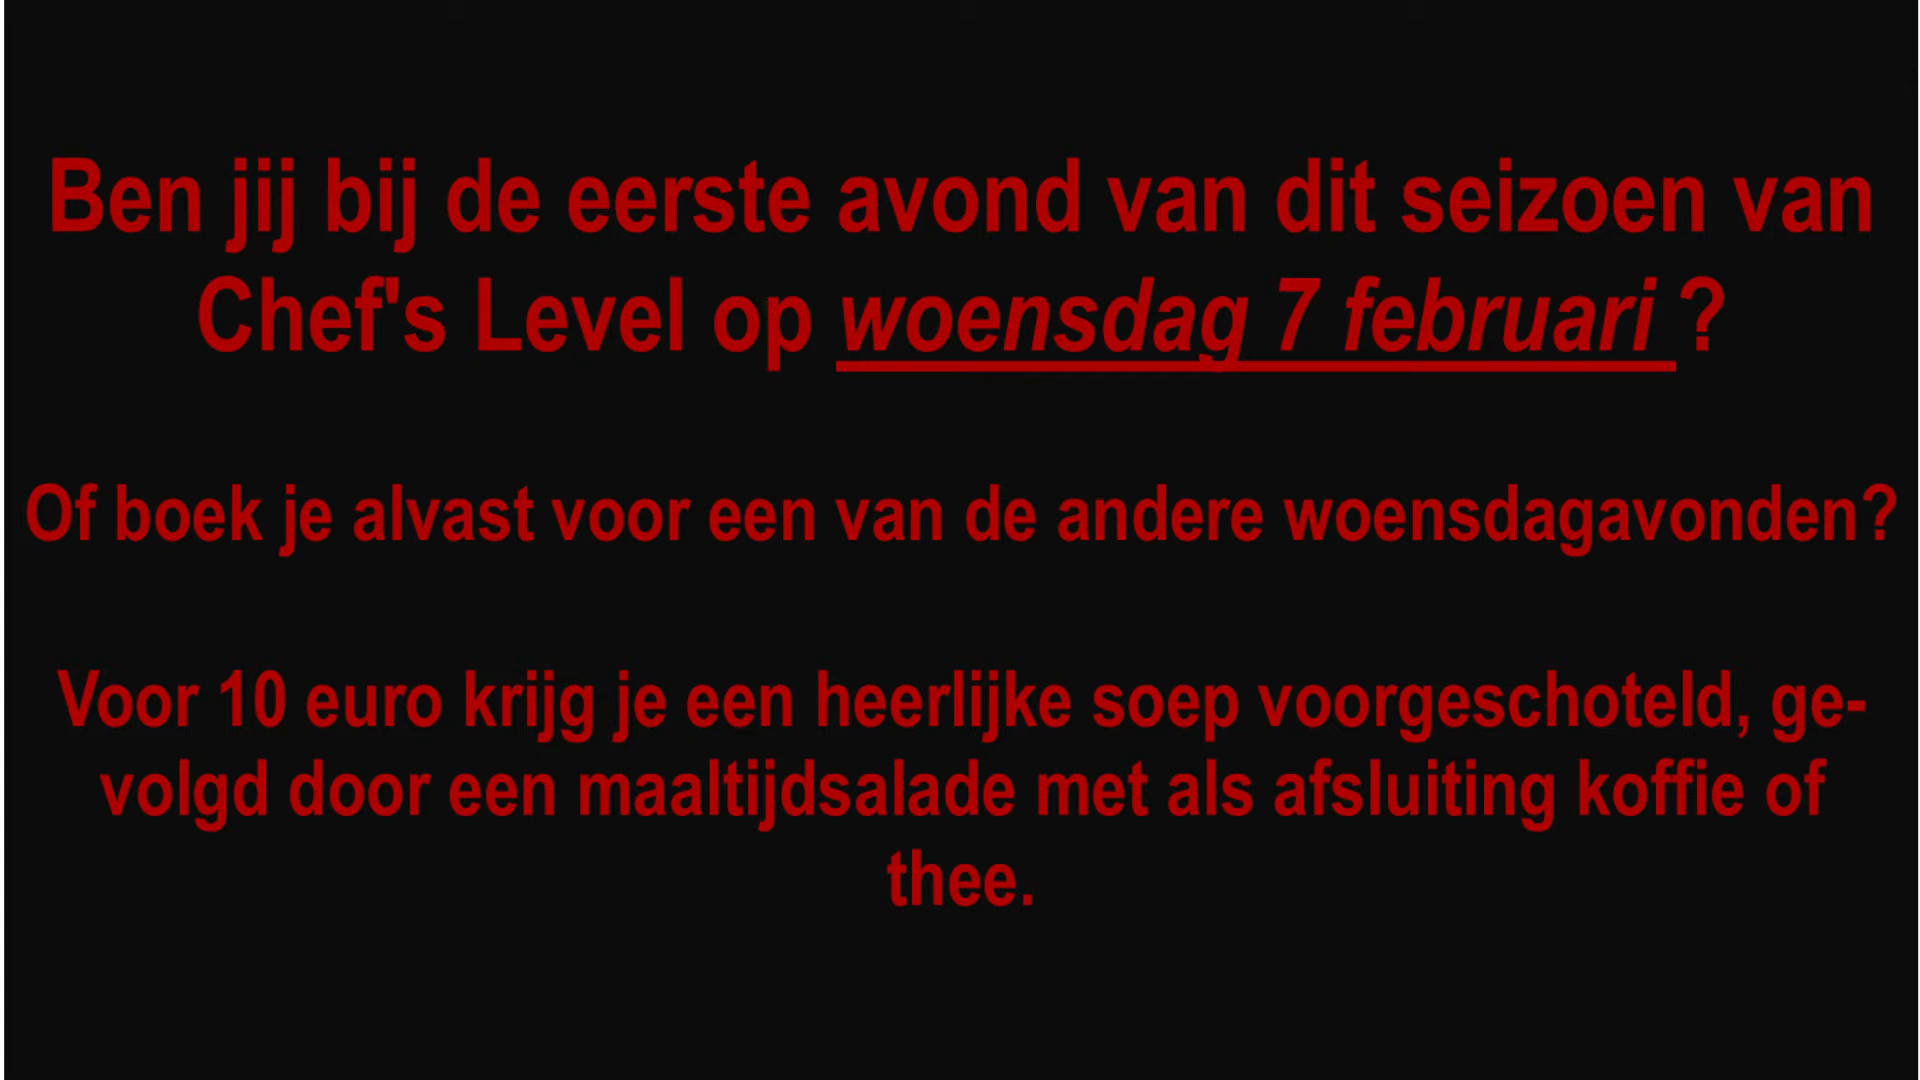 Ben jij bij de eerste avond van dit seizoen van
Chef's Level op woensdag 7 februari ?
Of boek je alvast voor een van de andere woensdagavonden?
Voor 10 euro krijg je een heerlijke soep voorgeschoteld, ge-
volgd door een maaltijdsalade met als afsluiting koffie of
thee.